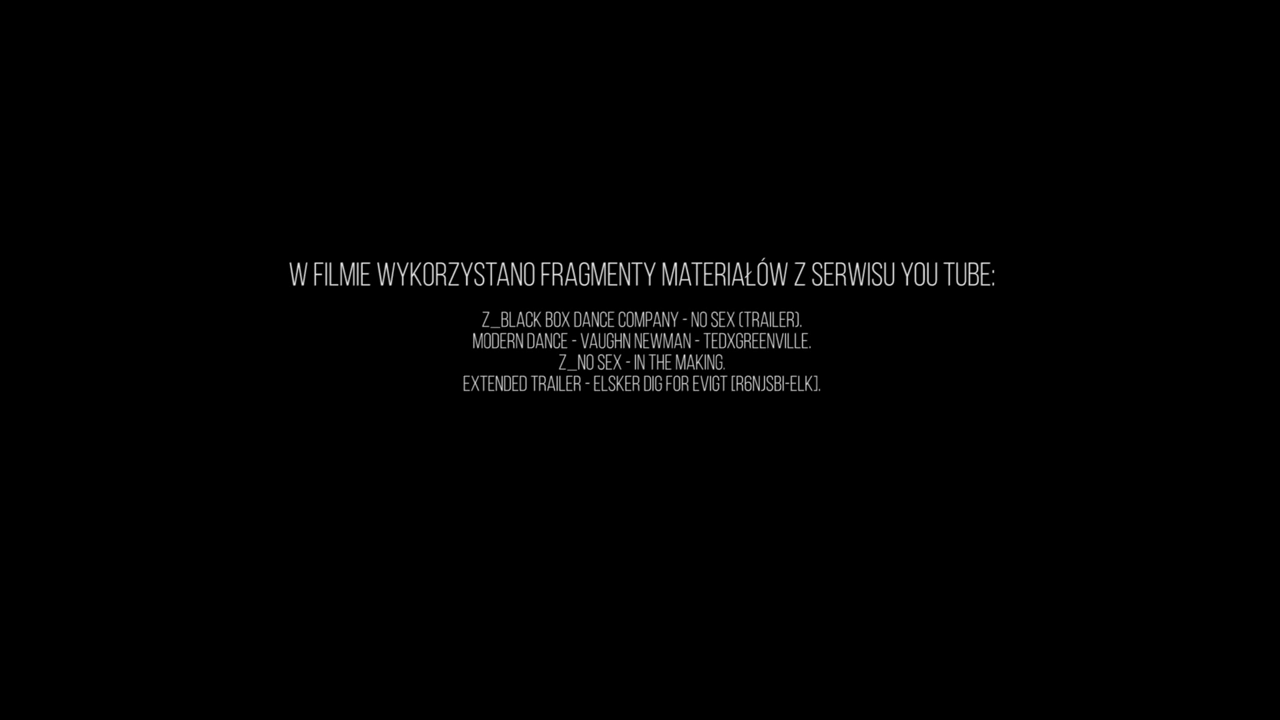 W FILMIE WYKORZYSTANO FRAGMENTY MATERIAŁÓW Z SERWISU YOU TUBE:
Z_BLACK BOX DANCE COMPANY - NO SEX (TRAILER).
MODERN DANCE - VAUGHN NEWMAN - TEDXGREENVILLE.
Z_NO SEX - IN THE MAKING.
EXTENDED TRAILER - ELSKER DIG FOR EVIGT [R6NJSBI-ELK].